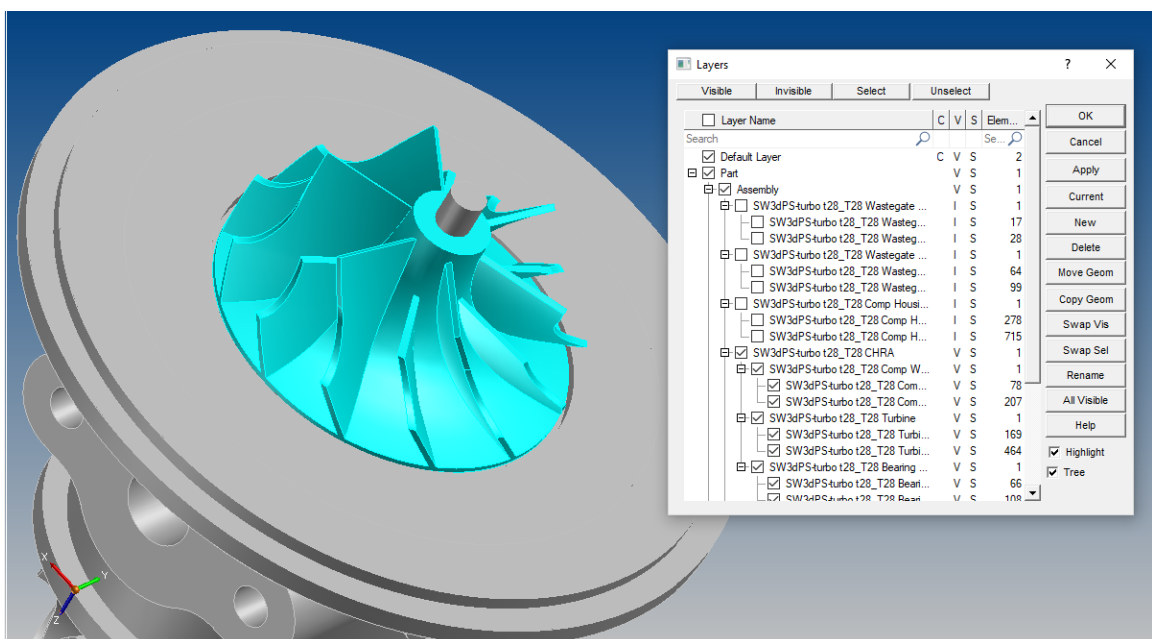 Layers
? X
Visible Invisible Select Unselect
Layer Name C V S Elem...
Search Se...
Default Layer C V S 2
Part V S 1
Assembly V S 1
SW3dPS-turbo t28_T28 Wastegate ... I S 1
SW3dPS-turbo t28_T28 Wasteg... I S 17
SW3dPS-turbo t28_T28 Wasteg... I S 28
SW3dPS-turbo t28_T28 Wastegate ... I S 1
SW3dPS-turbo t28_T28 Wasteg... I S 64
SW3dPS-turbo t28_T28 Wasteg... I S 99
SW3dPS-turbo t28_T28 Comp Housi... I S 1
SW3dPS-turbo t28_T28 Comp H... I S 278
SW3dPS-turbo t28_T28 Comp H... I S 715
SW3dPS-turbo t28_T28 CHRA V S 1
SW3dPS-turbo t28_T28 Comp W... V S 1
SW3dPS-turbo t28_T28 Com... V S 78
SW3dPS-turbo t28_T28 Com... V S 207
SW3dPS-turbo t28_T28 Turbine V S 1
SW3dPS-turbo t28_T28 Turbi... V S 169
SW3dPS-turbo t28_T28 Turbi... V S 464
SW3dPS-turbo t28_T28 Bearing ... V S 1
SW3dPS-turbo t28_T28 Beari... V S 66
SW3dPS-turbo t28_T28 Beari... V S 108
OK
Cancel
Apply
Current
New
Delete
Move Geom
Copy Geom
Swap Vis
Swap Sel
Rename
All Visible
Help
Highlight
Tree
X
Y
Z